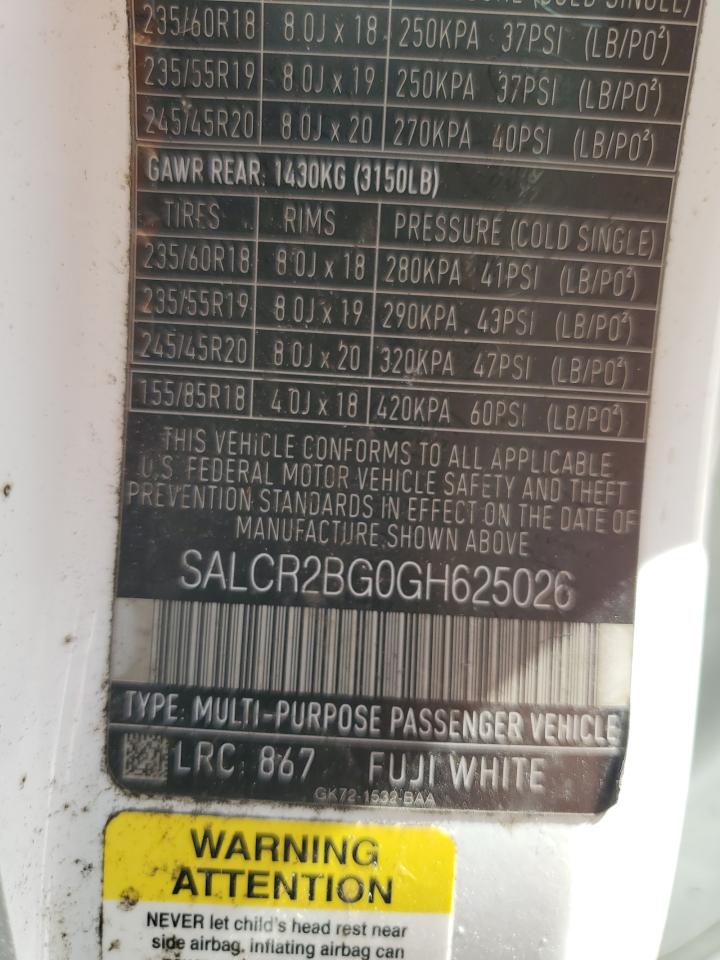 (COLD SINGLE)
235/60R18 8.0J x 18 250KPA 37PSI (LB/PO²)
235/55R19 8.0J x 19 250KPA 37PSI (LB/PO²)
245/45R20 8.0J x 20 270KPA 40PSI (LB/PO²)
GAWR REAR: 1430KG (3150LB)
TIRES RIMS PRESSURE (COLD SINGLE)
235/60R18 8.0J x 18 280KPA 41PSI (LB/PO²)
235/55R19 8.0J x 19 290KPA 43PSI (LB/PO²)
245/45R20 8.0J x 20 320KPA 47PSI (LB/PO²)
155/85R18 4.0J x 18 420KPA 60PSI (LB/PO²)
THIS VEHICLE CONFORMS TO ALL APPLICABLE
U.S. FEDERAL MOTOR VEHICLE SAFETY AND THEFT
PREVENTION STANDARDS IN EFFECT ON THE DATE OF
MANUFACTURE SHOWN ABOVE
SALCR2BG0GH625026
TYPE: MULTI-PURPOSE PASSENGER VEHICLE
LRC: 867 FUJI WHITE
GK72-1532-BAA
WARNING
ATTENTION
NEVER let child's head rest near
side airbag, inflating airbag can